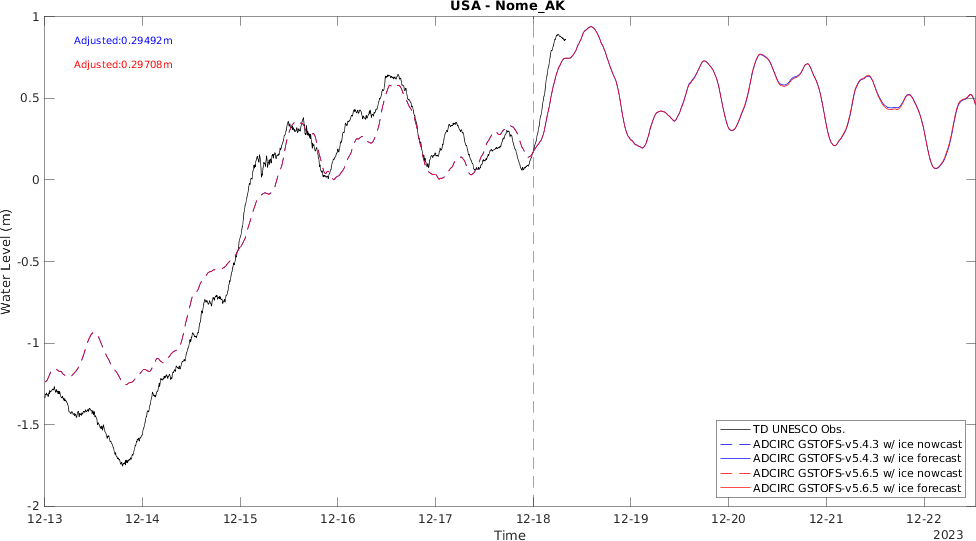 USA - Nome_AK
Adjusted:0.29492m
Adjusted:0.29708m
Water Level (m)
1
0.5
0
-0.5
-1
-1.5
-2
TD UNESCO Obs.
ADCIRC GSTOFS-v5.4.3 w/ ice nowcast
ADCIRC GSTOFS-v5.4.3 w/ ice forecast
ADCIRC GSTOFS-v5.6.5 w/ ice nowcast
ADCIRC GSTOFS-v5.6.5 w/ ice forecast
12-13 12-14 12-15 12-16 12-17 12-18 12-19 12-20 12-21 12-22
Time
2023